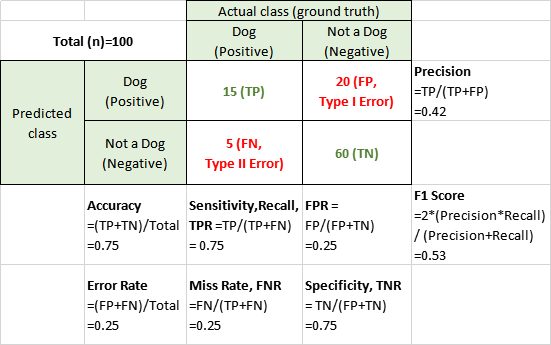 Actual class (ground truth)
Total (n)=100
Dog
(Positive)
Not a Dog
(Negative)
Predicted
class
Dog
(Positive)
15 (TP)
20 (FP,
Type I Error)
Precision
=TP/(TP+FP)
=0.42
Not a Dog
(Negative)
5 (FN,
Type II Error)
60 (TN)
Accuracy
=(TP+TN)/Total
=0.75
Sensitivity,Recall,
TPR =TP/(TP+FN)
= 0.75
FPR =
FP/(FP+TN)
=0.25
F1 Score
=2*(Precision*Recall)
/ (Precision+Recall)
=0.53
Error Rate
=(FP+FN)/Total
=0.25
Miss Rate, FNR
=FN/(TP+FN)
=0.25
Specificity, TNR
= TN/(FP+TN)
=0.75